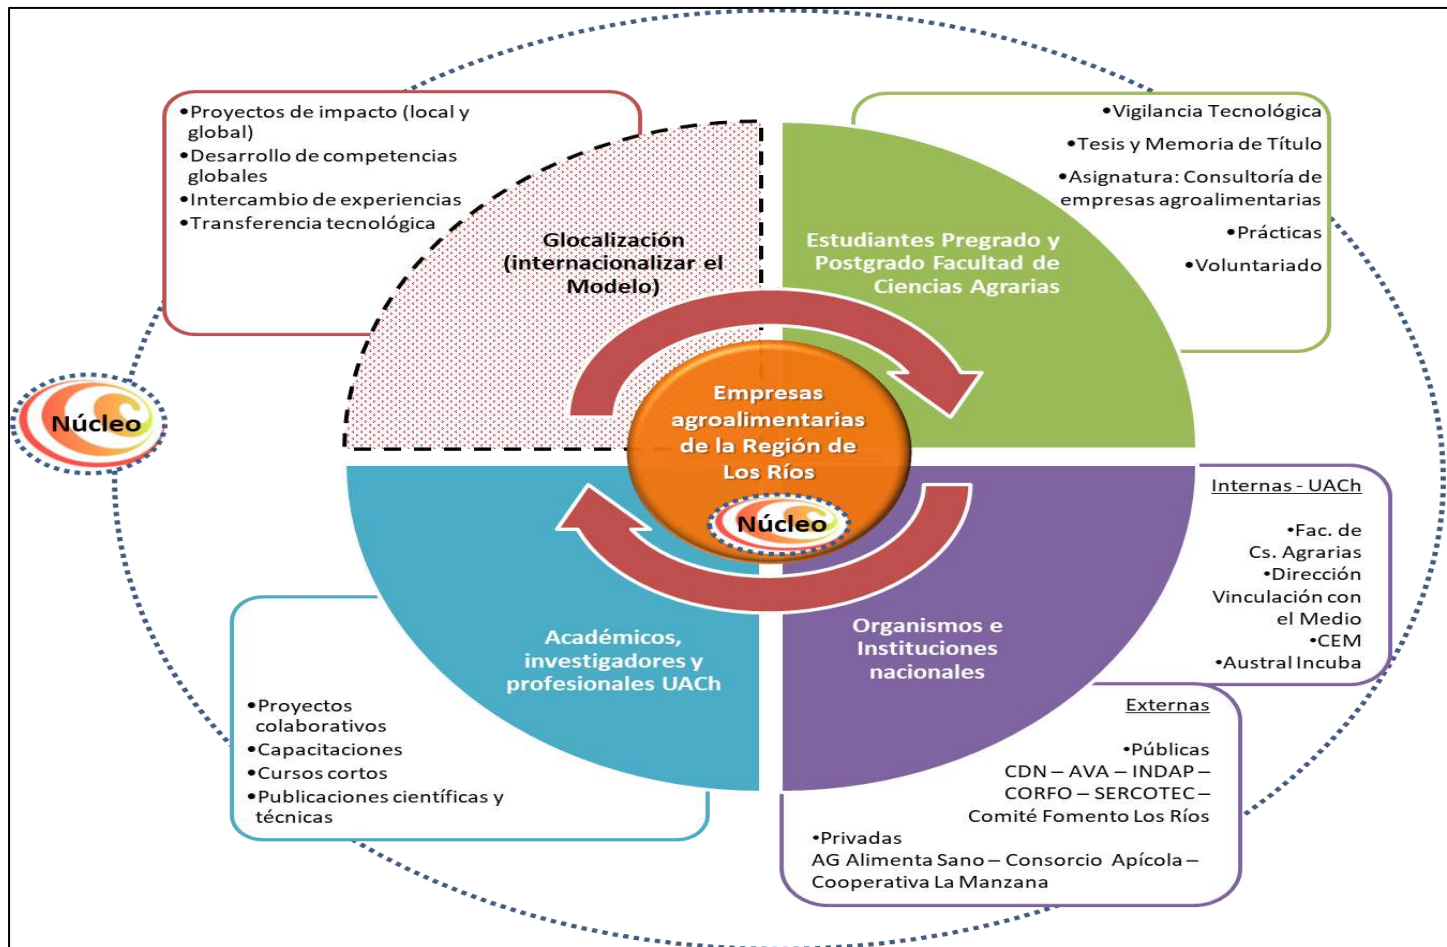 •Proyectos de impacto (local y
global)
•Desarrollo de competencias
globales
•Intercambio de experiencias
•Transferencia tecnológica
Glocalización
(internacionalizar el
Modelo)
•Vigilancia Tecnológica
•Tesis y Memoria de Título
•Asignatura: Consultoría de
empresas agroalimentarias
•Prácticas
•Voluntariado
Estudiantes Pregrado y
Postgrado Facultad de
Ciencias Agrarias
Núcleo
Empresas
agroalimentarias
de la Región de
Los Ríos
Núcleo
Internas - UACh
•Fac. de
Cs. Agrarias
•Dirección
Vinculación con
el Medio
•CEM
•Austral Incuba
Organismos e
Instituciones
nacionales
Externas
•Públicas
CDN – AVA – INDAP –
CORFO – SERCOTEC –
Comité Fomento Los Ríos
•Privadas
AG Alimenta Sano – Consorcio Apícola –
Cooperativa La Manzana
Académicos,
investigadores y
profesionales UACh
•Proyectos
colaborativos
•Capacitaciones
•Cursos cortos
•Publicaciones científicas y
técnicas